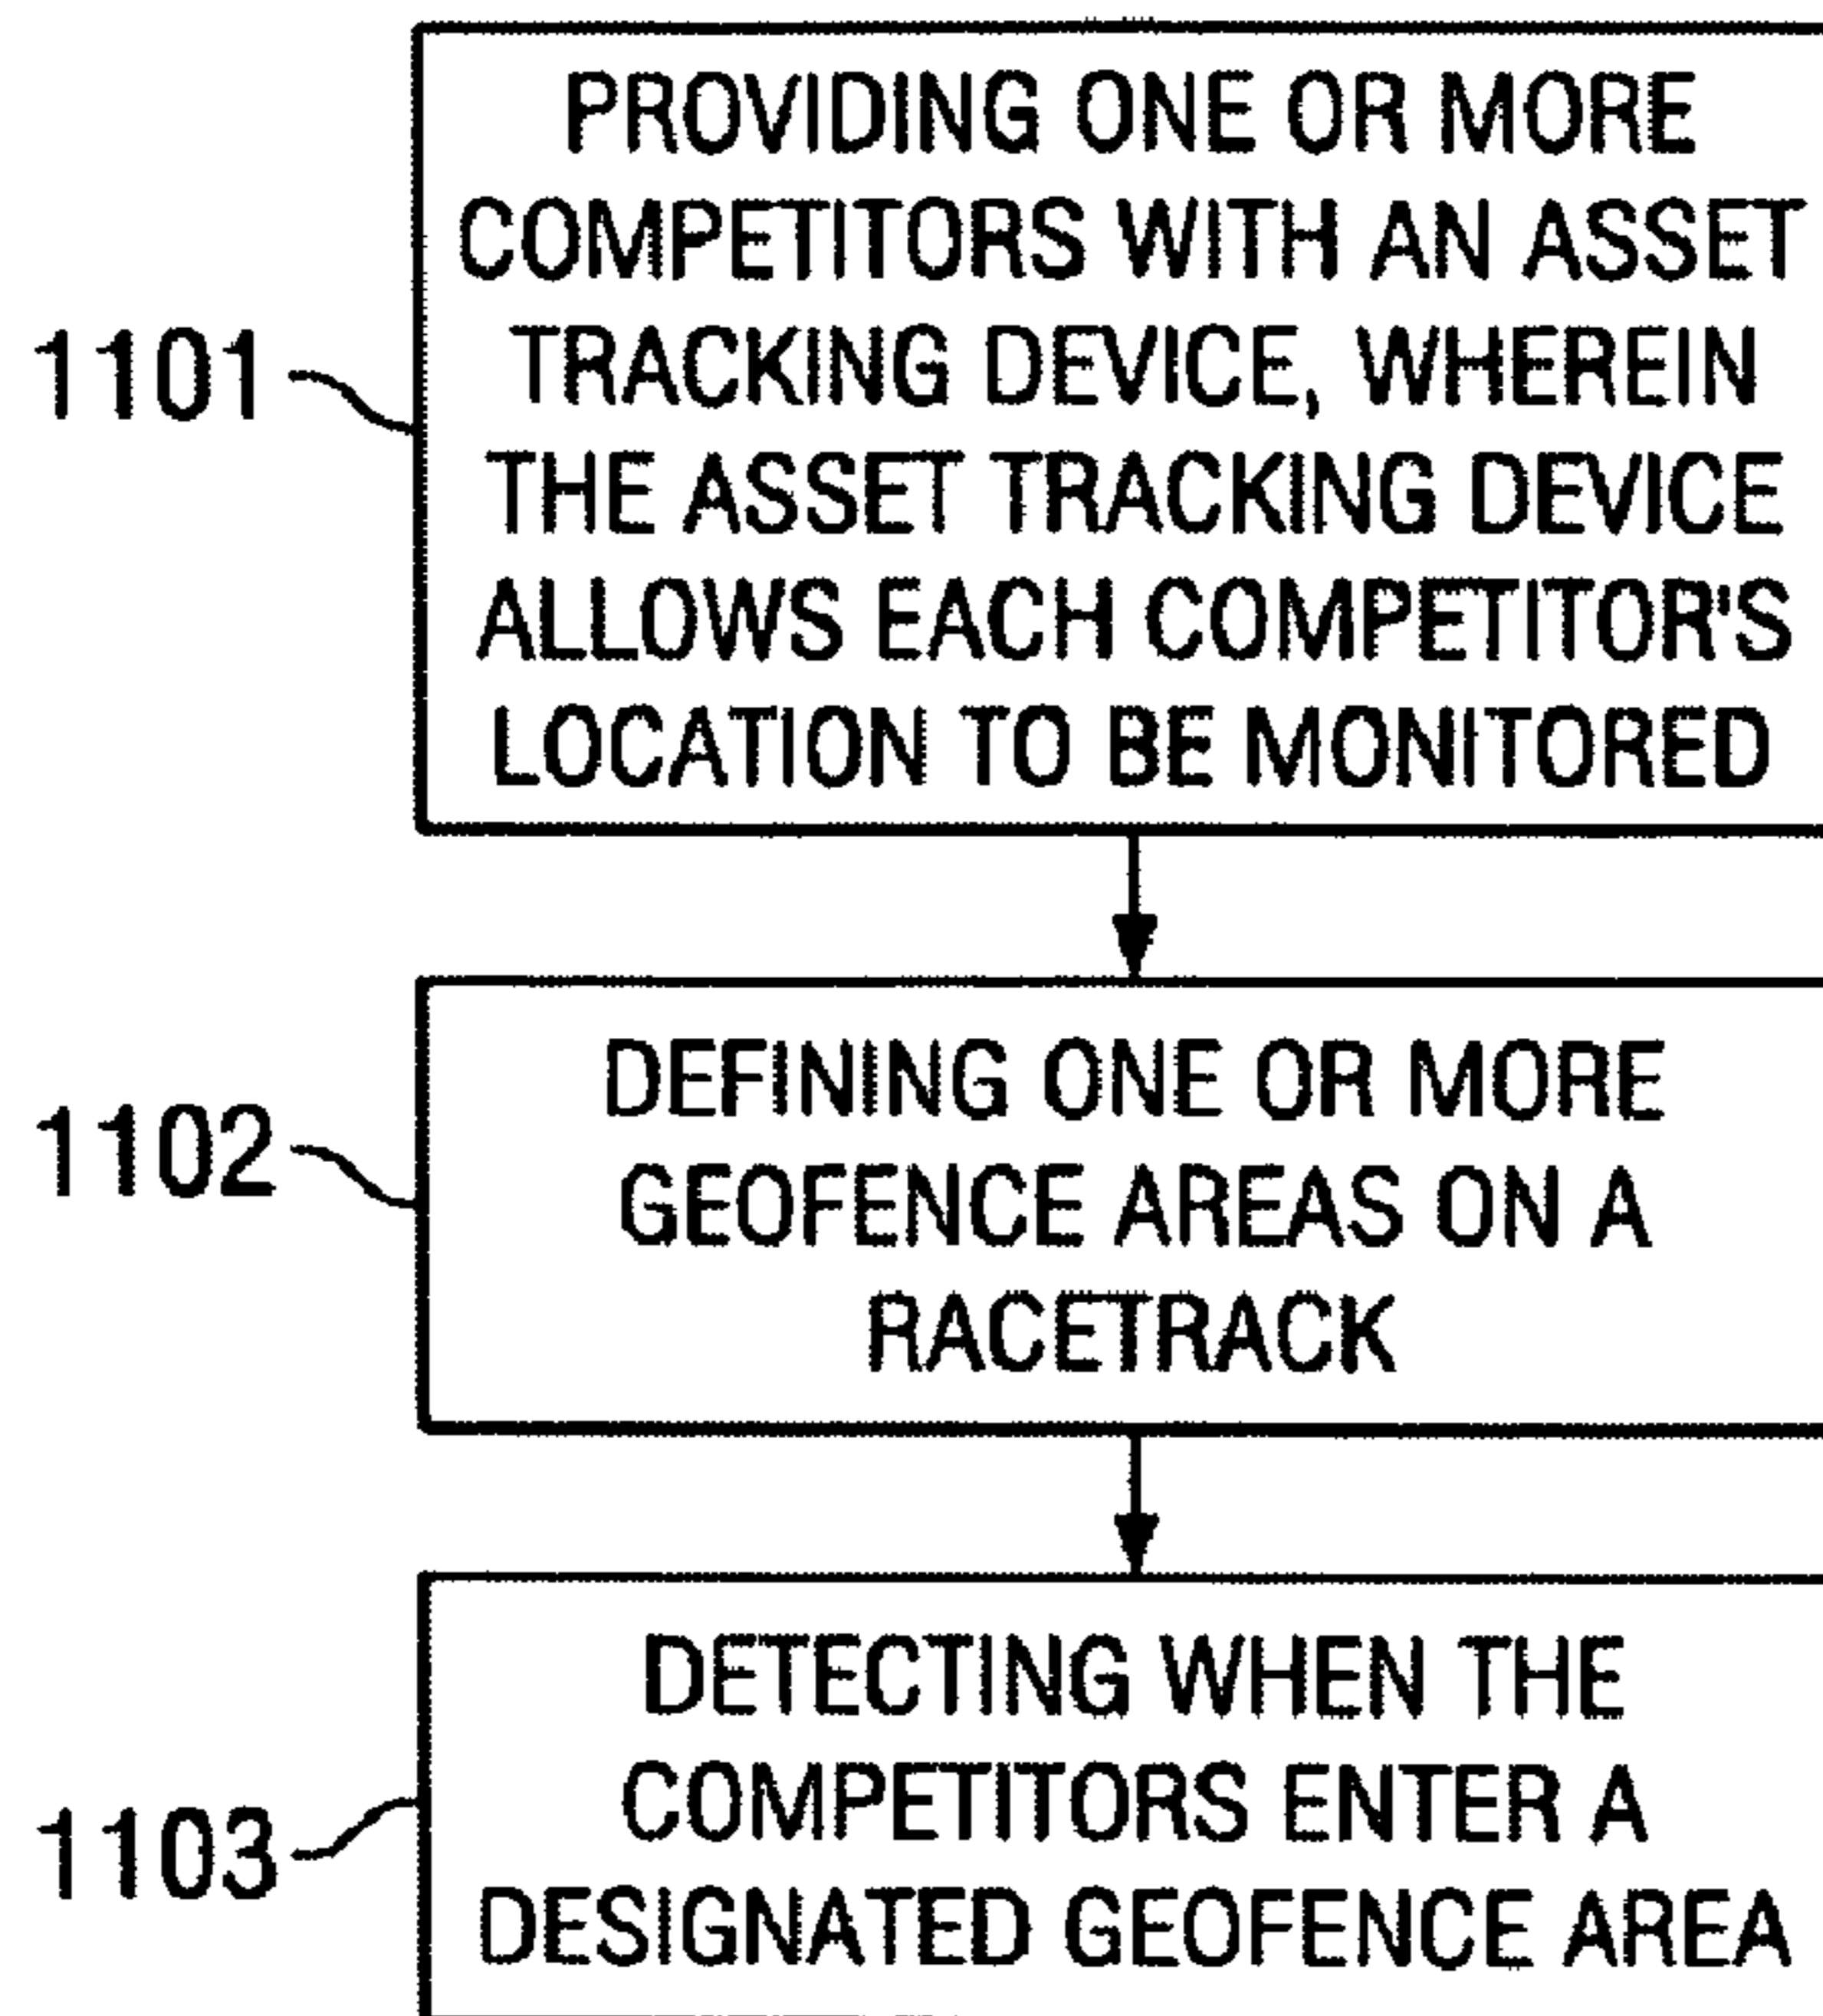 PROVIDING ONE OR MORE
COMPETITORS WITH AN ASSET
TRACKING DEVICE, WHEREIN
THE ASSET TRACKING DEVICE
ALLOWS EACH COMPETITOR'S
LOCATION TO BE MONITORED
1101
DEFINING ONE OR MORE
GEOFENCE AREAS ON A
RACETRACK
1102
DETECTING WHEN THE
COMPETITORS ENTER A
DESIGNATED GEOFENCE AREA
1103